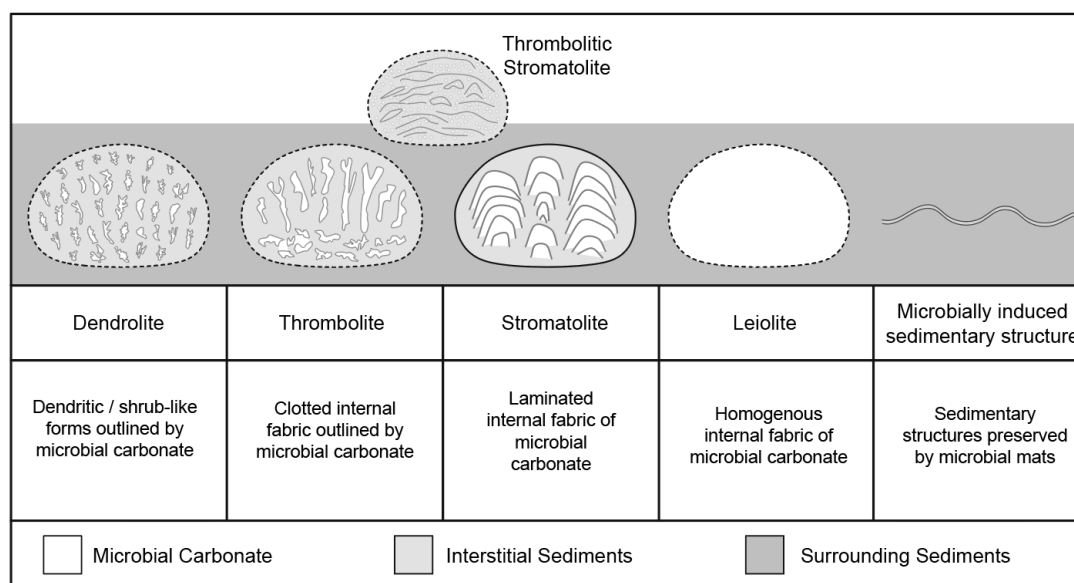 Thrombolitic
Stromatolite
Dendrolite
Thrombolite
Stromatolite
Leiolite
Microbially induced
sedimentary structure
Dendritic / shrub-like
forms outlined by
microbial carbonate
Clotted internal
fabric outlined by
microbial carbonate
Laminated
internal fabric of
microbial
carbonate
Homogenous
internal fabric of
microbial carbonate
Sedimentary
structures preserved
by microbial mats
Microbial Carbonate
Interstitial Sediments
Surrounding Sediments